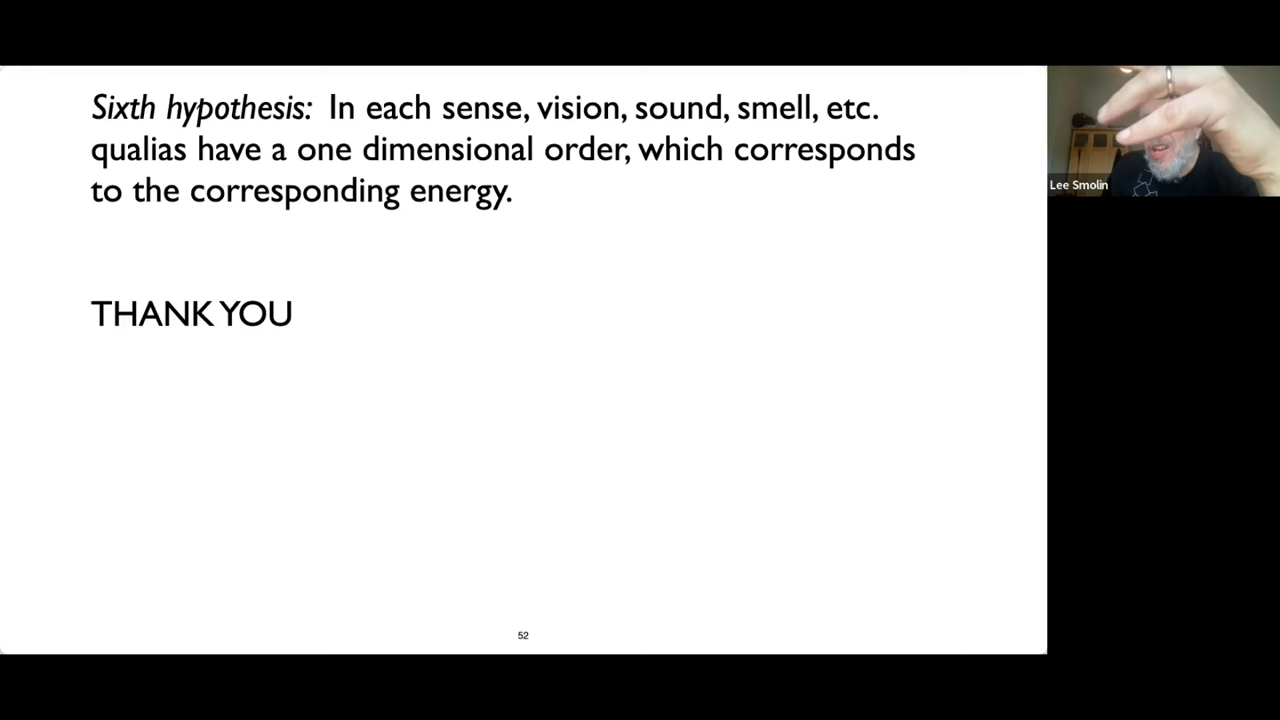 Sixth hypothesis: In each sense, vision, sound, smell, etc.
qualias have a one dimensional order, which corresponds
to the corresponding energy.
THANK YOU
52
Lee Smolin